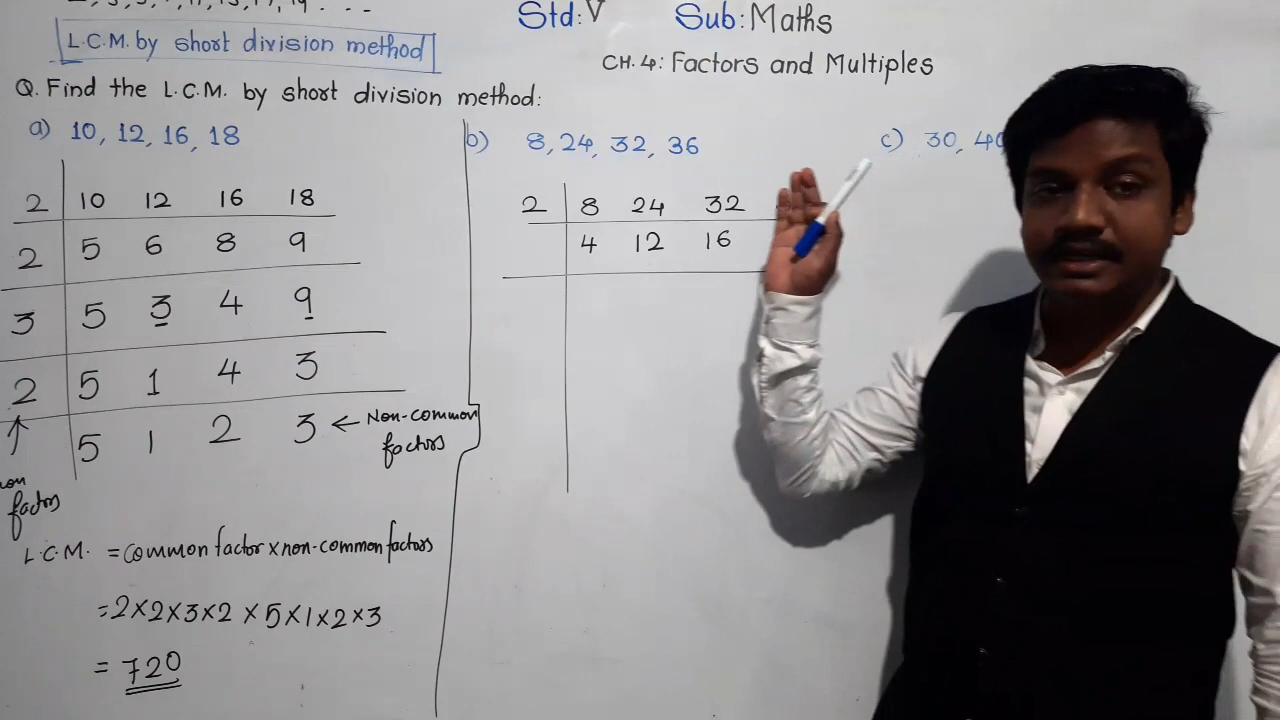 Std: V Sub: Maths
CH. 4: Factors and Multiples
L.C.M. by short division method
Q. Find the L.C.M. by short division method:
a) 10, 12, 16, 18
2 10 12 16 18
2 5 6 8 9
3 5 3 4 9
2 5 1 4 3
5 1 2 3 ← Non-common
factors
factors
L.C.M. = common factor x non-common factors
= 2 x 2 x 3 x 2 x 5 x 1 x 2 x 3
= 720
b) 8, 24, 32, 36
2 8 24 32
4 12 16
c) 30, 40